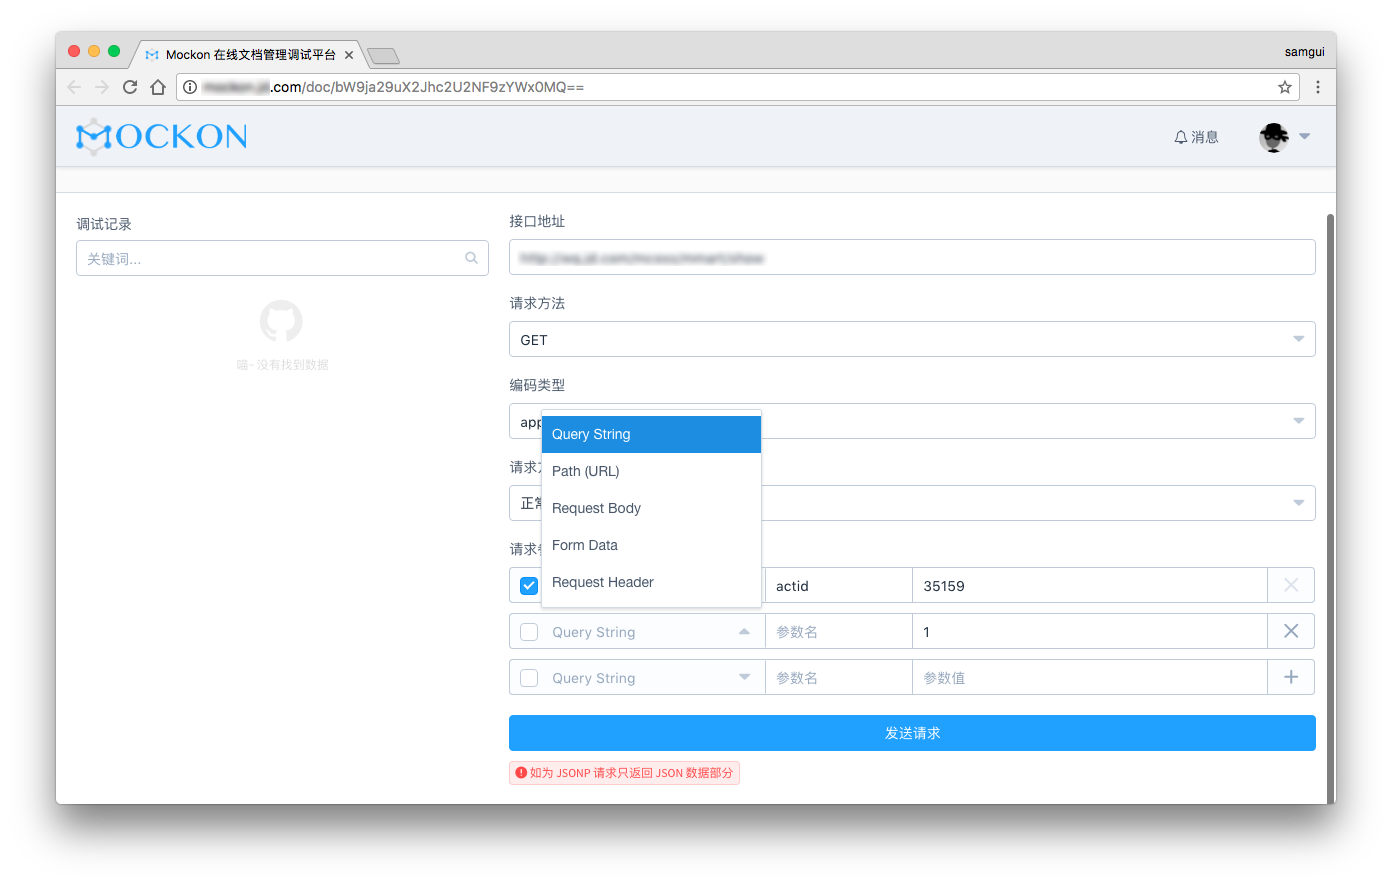 Mockon 在线文档管理调试平台
samgui
.com/doc/bW9ja29uX2Jhc2U2NF9zYWx0MQ==
MOCKON
消息
调试记录
关键词...
喵~ 没有找到数据
接口地址
请求方法
GET
编码类型
app
请求
正常
请求
Query String
Path (URL)
Request Body
Form Data
Request Header
actid
35159
Query String
参数名
1
Query String
参数名
参数值
发送请求
如为 JSONP 请求只返回 JSON 数据部分